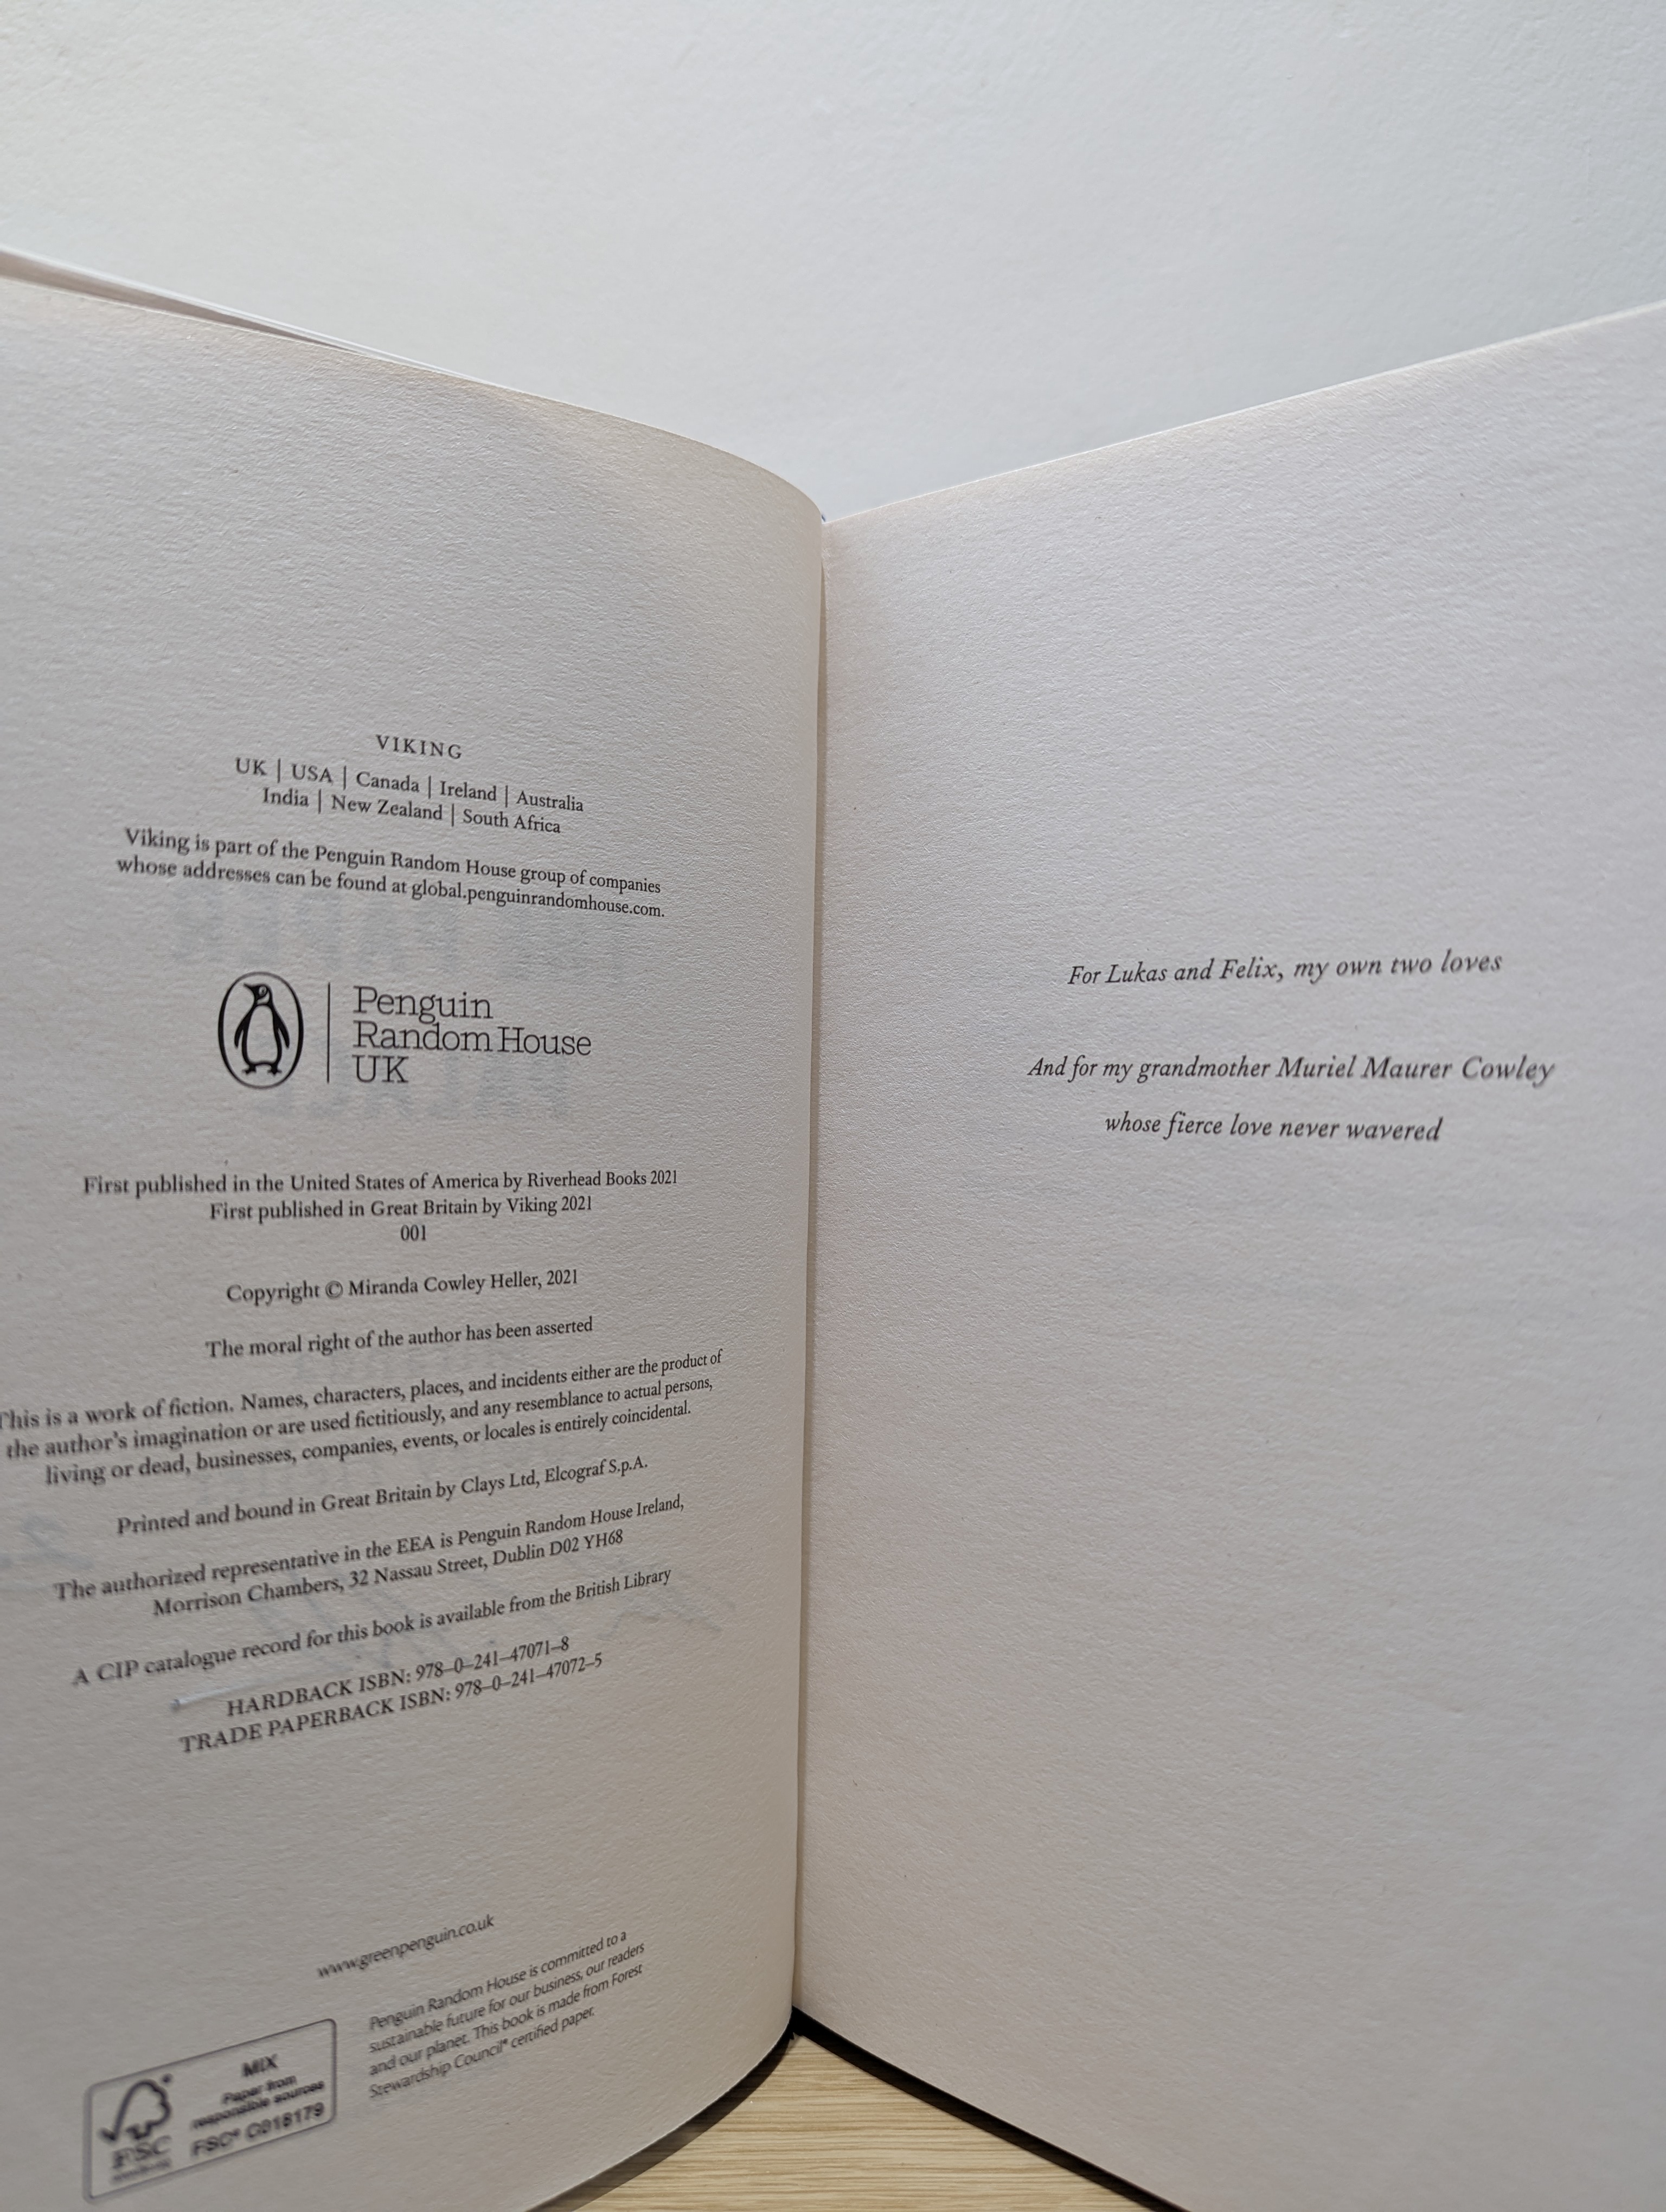 VIKING
UK | USA | Canada | Ireland | Australia
India | New Zealand | South Africa
Viking is part of the Penguin Random House group of companies
whose addresses can be found at global.penguinrandomhouse.com.
Penguin
Random House
UK
First published in the United States of America by Riverhead Books 2021
First published in Great Britain by Viking 2021
001
Copyright © Miranda Cowley Heller, 2021
The moral right of the author has been asserted
This is a work of fiction. Names, characters, places, and incidents either are the product of
the author's imagination or are used fictitiously, and any resemblance to actual persons,
living or dead, businesses, companies, events, or locales is entirely coincidental.
Printed and bound in Great Britain by Clays Ltd, Elcograf S.p.A.
The authorized representative in the EEA is Penguin Random House Ireland,
Morrison Chambers, 32 Nassau Street, Dublin D02 YH68
A CIP catalogue record for this book is available from the British Library
HARDBACK ISBN: 978–0–241–47071–8
TRADE PAPERBACK ISBN: 978–0–241–47072–5
www.greenpenguin.co.uk
Penguin Random House is committed to a
sustainable future for our business, our readers
and our planet. This book is made from Forest
Stewardship Council® certified paper.
MIX
Paper from
responsible sources
FSC® C018179
FSC
For Lukas and Felix, my own two loves
And for my grandmother Muriel Maurer Cowley
whose fierce love never wavered